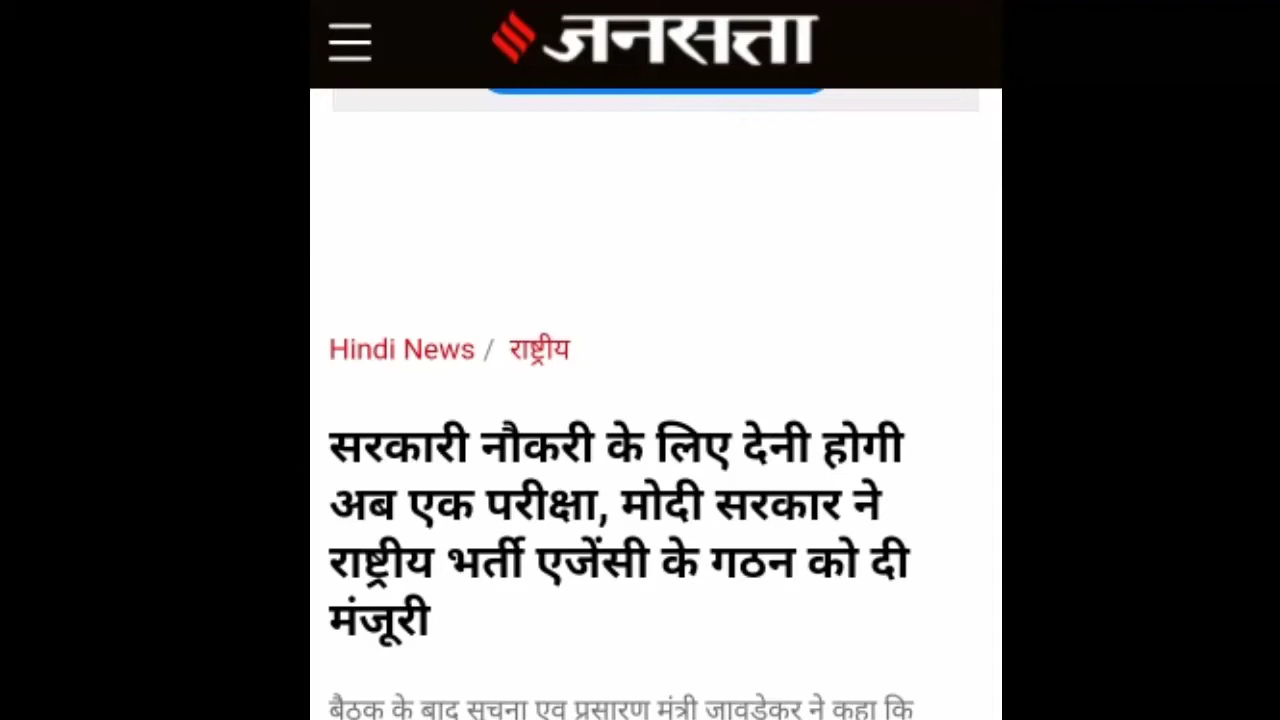 जनसत्ता
Hindi News / राष्ट्रीय
सरकारी नौकरी के लिए देनी होगी
अब एक परीक्षा, मोदी सरकार ने
राष्ट्रीय भर्ती एजेंसी के गठन को दी
मंजूरी
बैठक के बाद सूचना एवं प्रसारण मंत्री जावड़ेकर ने कहा कि